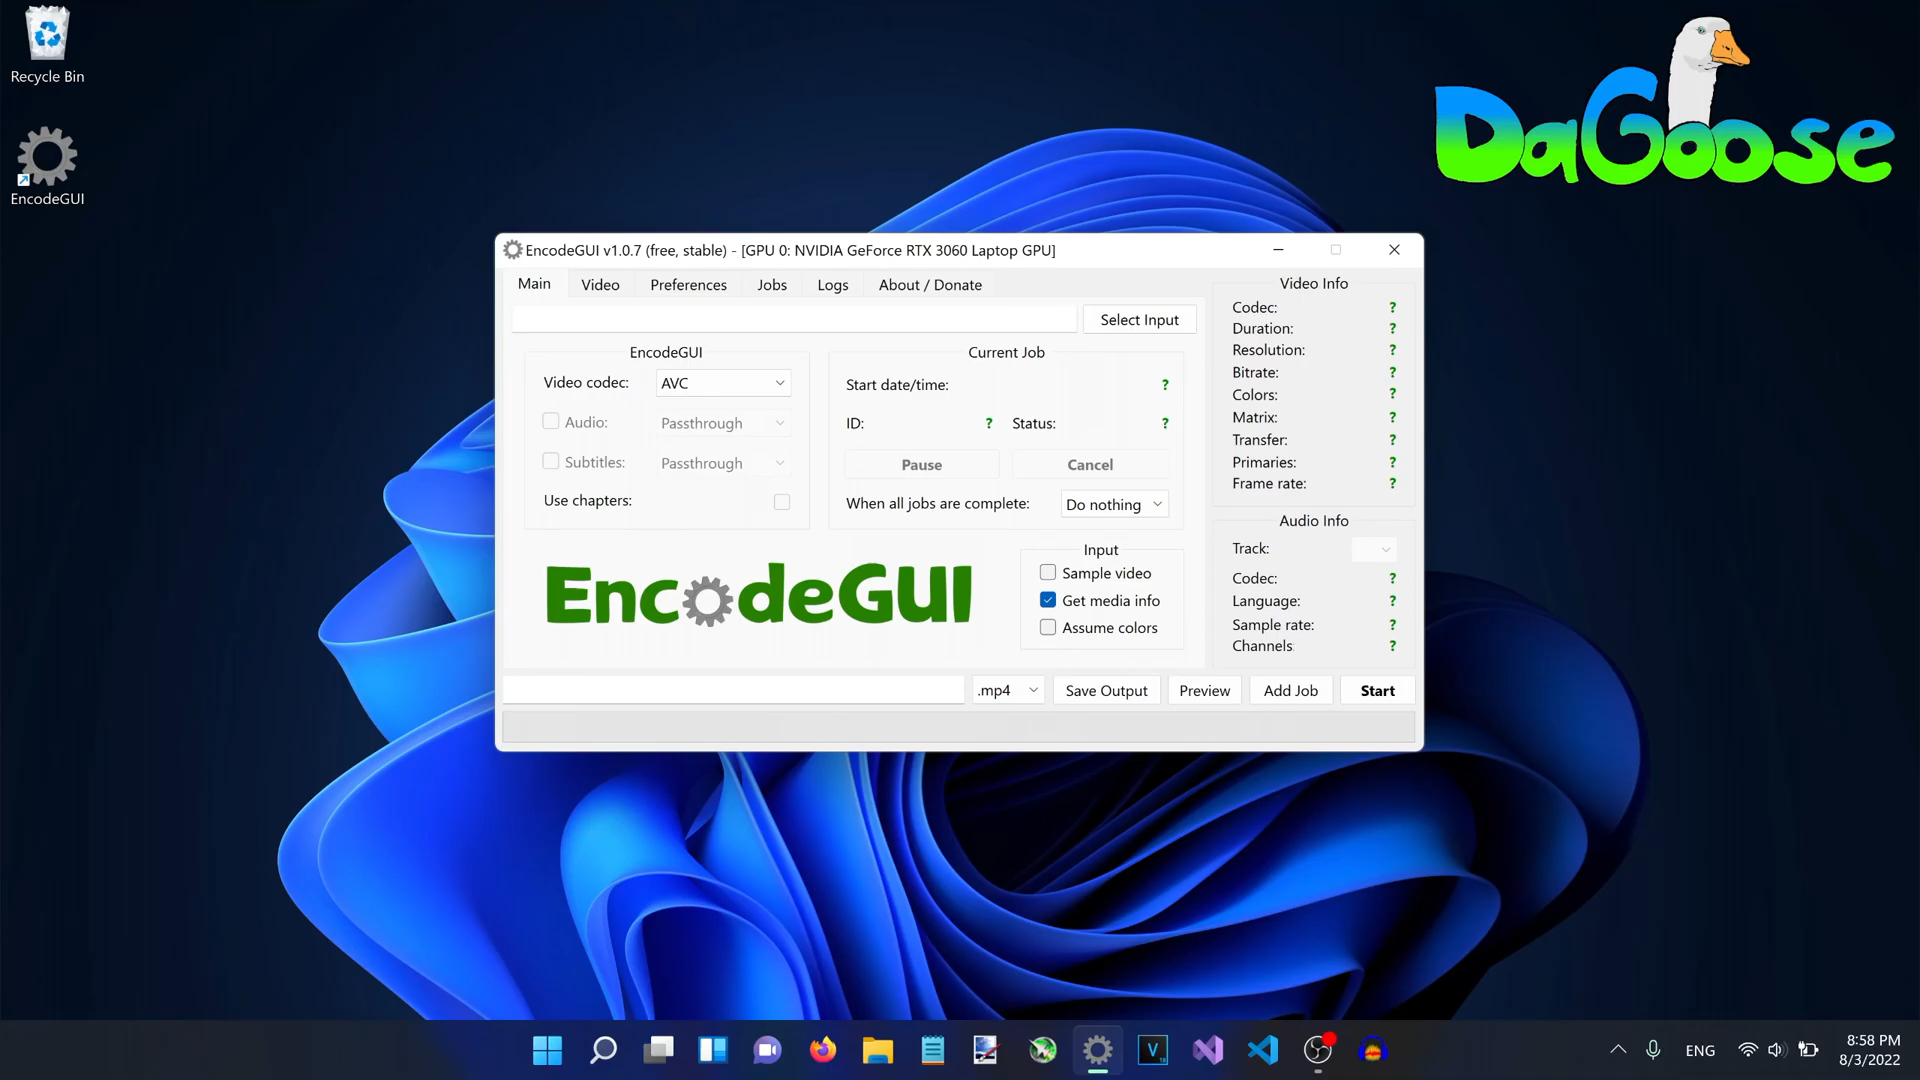 Recycle Bin
EncodeGUI
DaGoose
EncodeGUI v1.0.7 (free, stable) - [GPU 0: NVIDIA GeForce RTX 3060 Laptop GPU]
Main Video Preferences Jobs Logs About / Donate
Select Input
EncodeGUI
Video codec: AVC
Audio: Passthrough
Subtitles: Passthrough
Use chapters:
Current Job
Start date/time: ?
ID: ? Status: ?
Pause Cancel
When all jobs are complete: Do nothing
EncodeGUI
Input
Sample video
Get media info
Assume colors
Video Info
Codec: ?
Duration: ?
Resolution: ?
Bitrate: ?
Colors: ?
Matrix: ?
Transfer: ?
Primaries: ?
Frame rate: ?
Audio Info
Track:
Codec: ?
Language: ?
Sample rate: ?
Channels: ?
.mp4 Save Output Preview Add Job Start
V
ENG
8:58 PM
8/3/2022